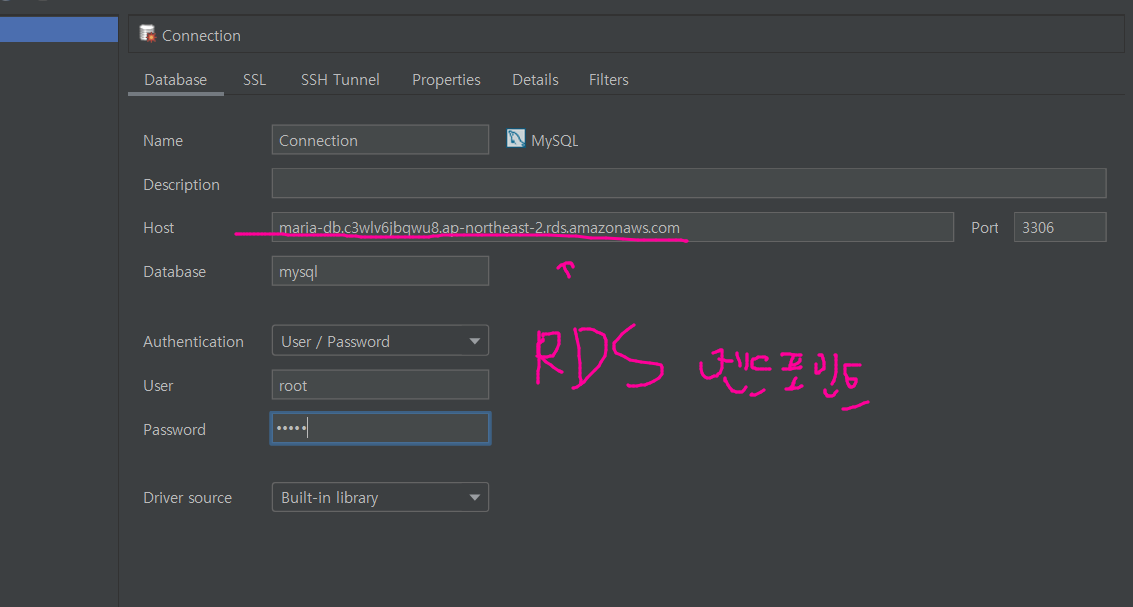 Connection
Database SSL SSH Tunnel Properties Details Filters
Name Connection MySQL
Description
Host maria-db.c3wlv6jbqwu8.ap-northeast-2.rds.amazonaws.com Port 3306
Database mysql
Authentication User / Password
RDS 엔드포인트
User root
Password •••••
Driver source Built-in library